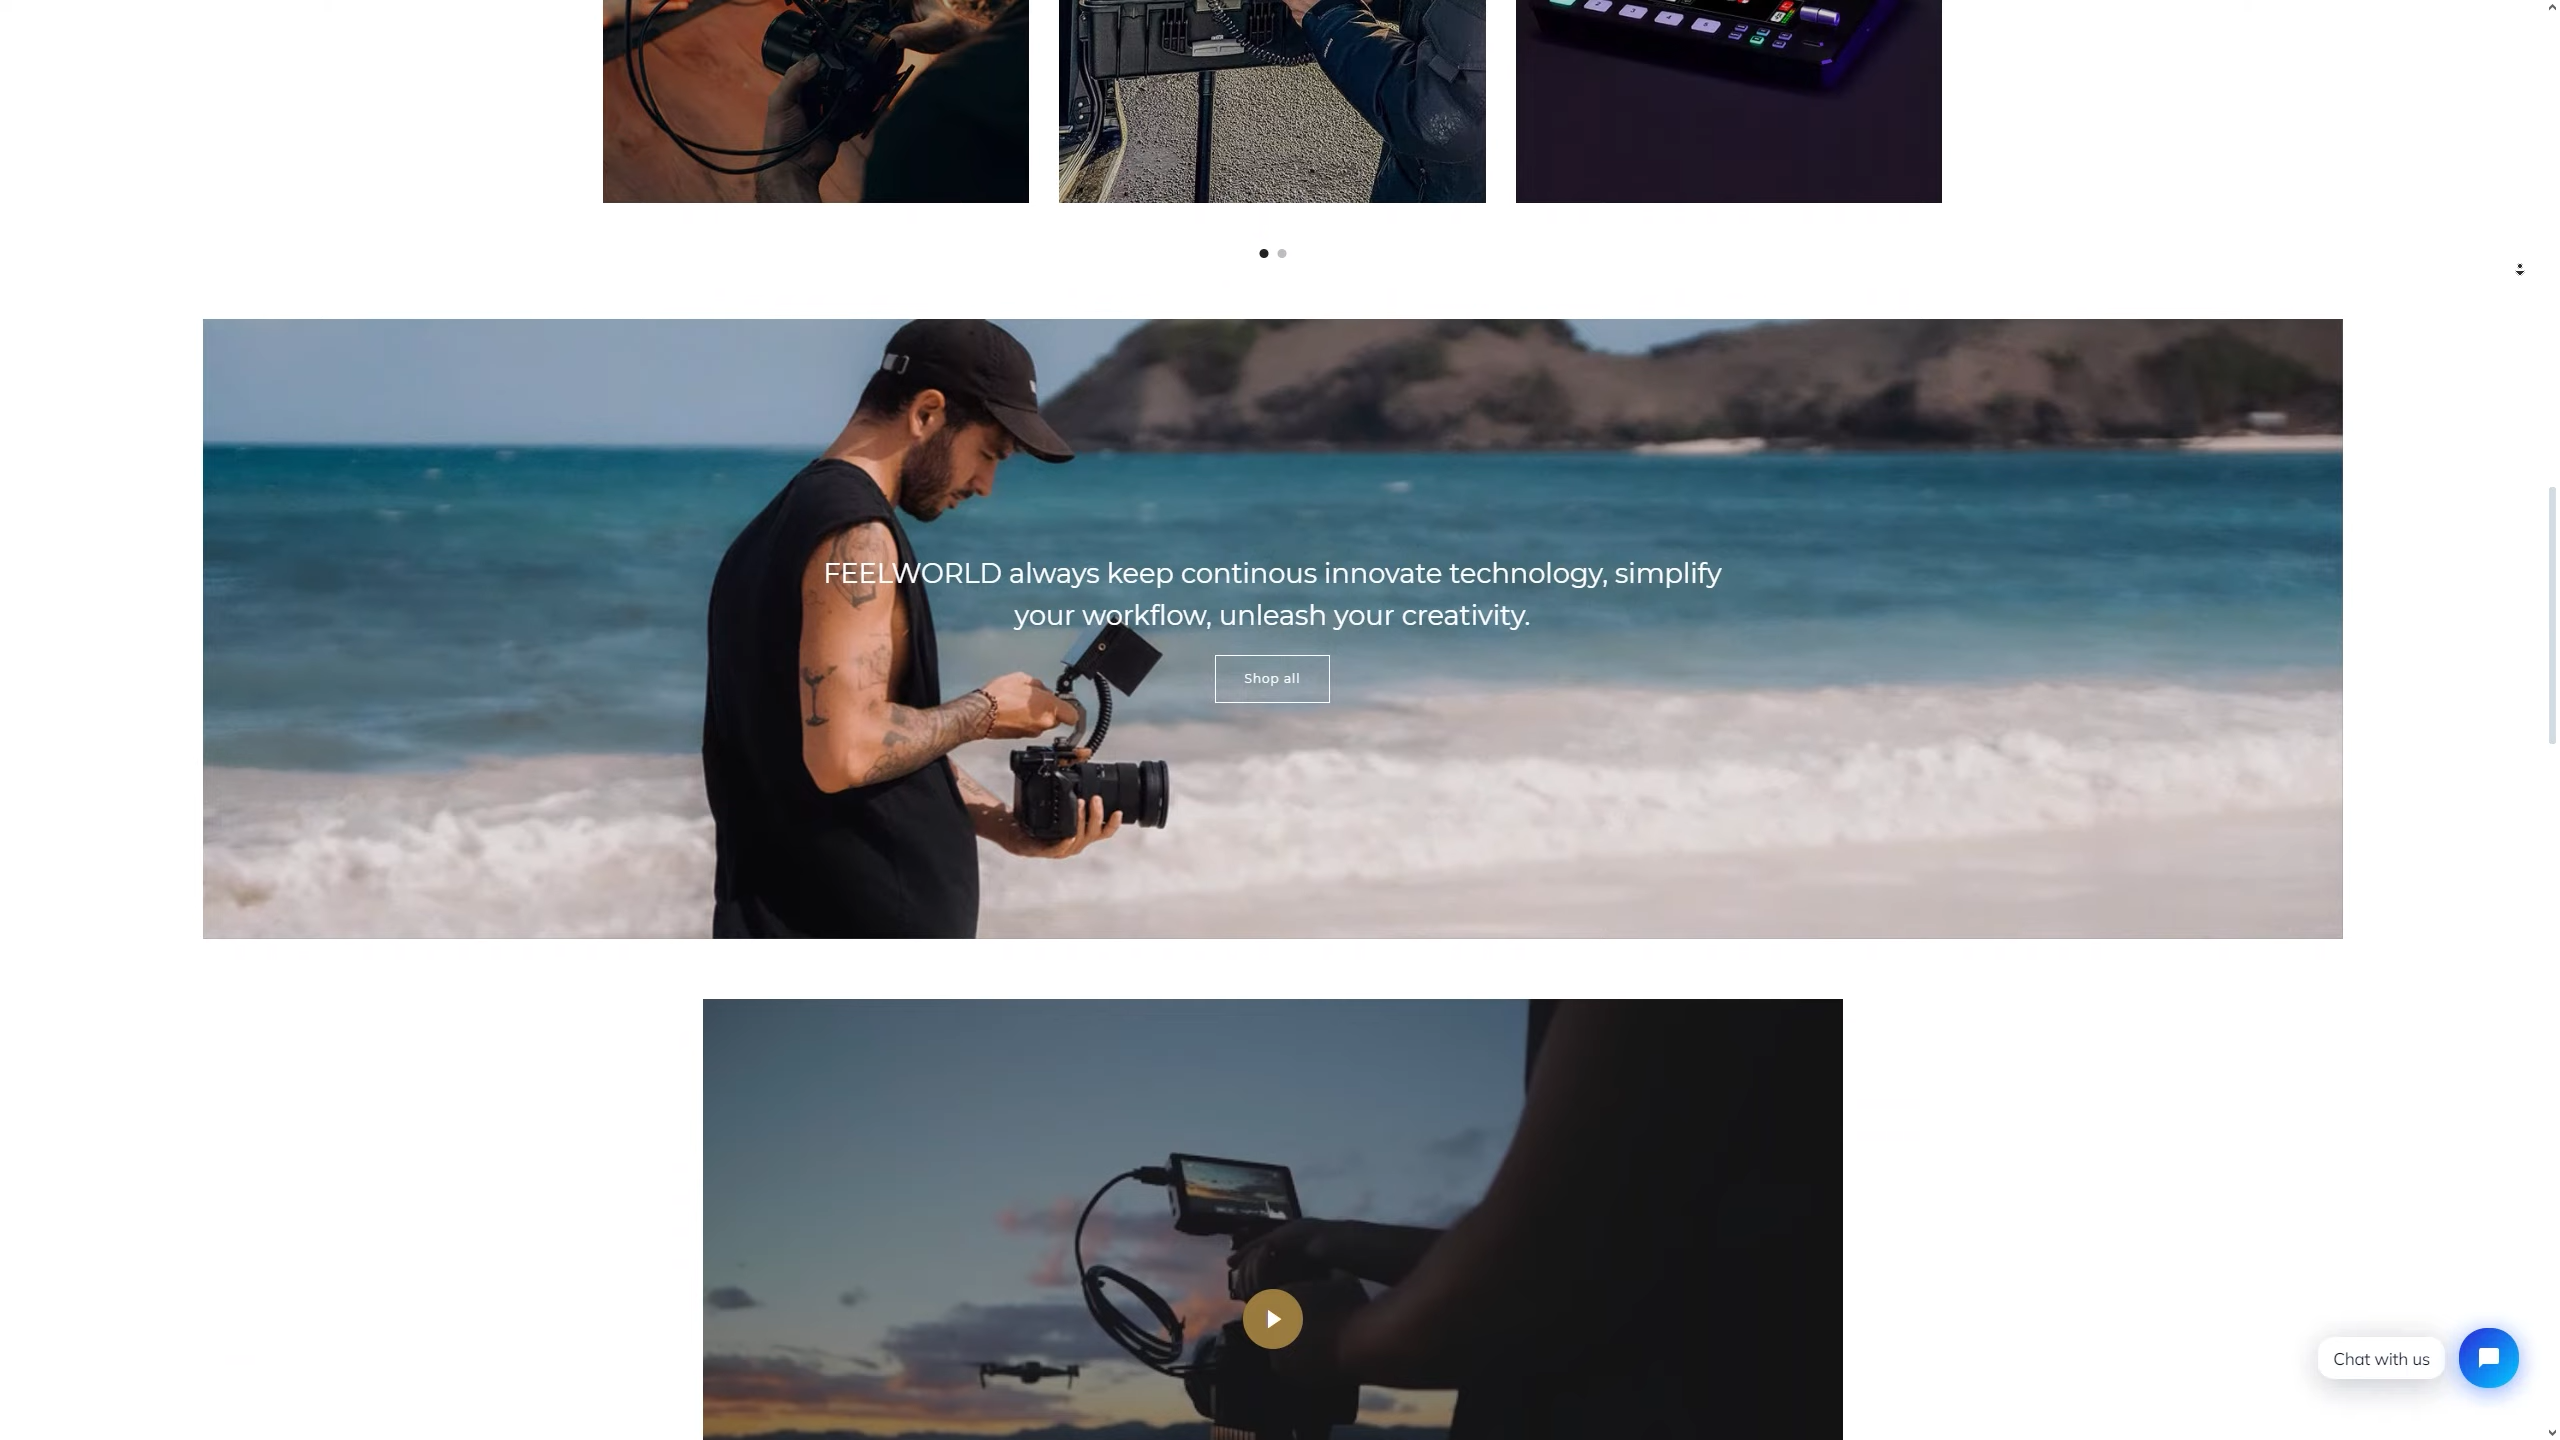 FEELWORLD always keep continous innovate technology, simplify
your workflow, unleash your creativity.
Shop all
Chat with us